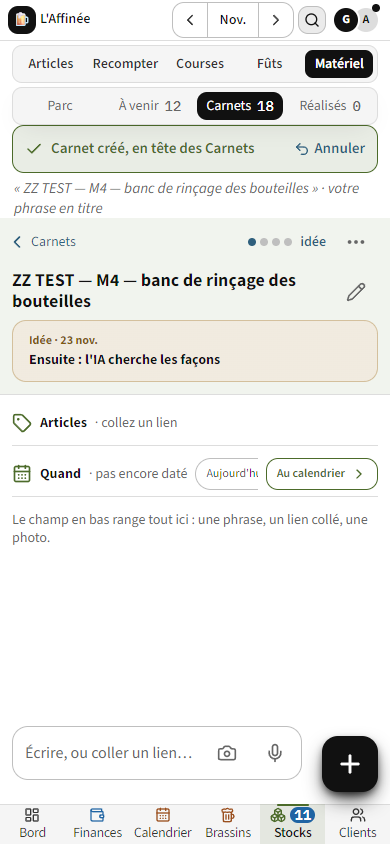 L'Affinée
Nov.
G A
Articles Recompter Courses Fûts Matériel
Parc À venir 12 Carnets 18 Réalisés 0
Carnet créé, en tête des Carnets Annuler
« ZZ TEST — M4 — banc de rinçage des bouteilles » · votre
phrase en titre
Carnets idée
ZZ TEST — M4 — banc de rinçage des
bouteilles
Idée · 23 nov.
Ensuite : l'IA cherche les façons
Articles · collez un lien
Quand · pas encore daté Aujourd'hu Au calendrier
Le champ en bas range tout ici : une phrase, un lien collé, une
photo.
Écrire, ou coller un lien…
11
Bord Finances Calendrier Brassins Stocks Clients